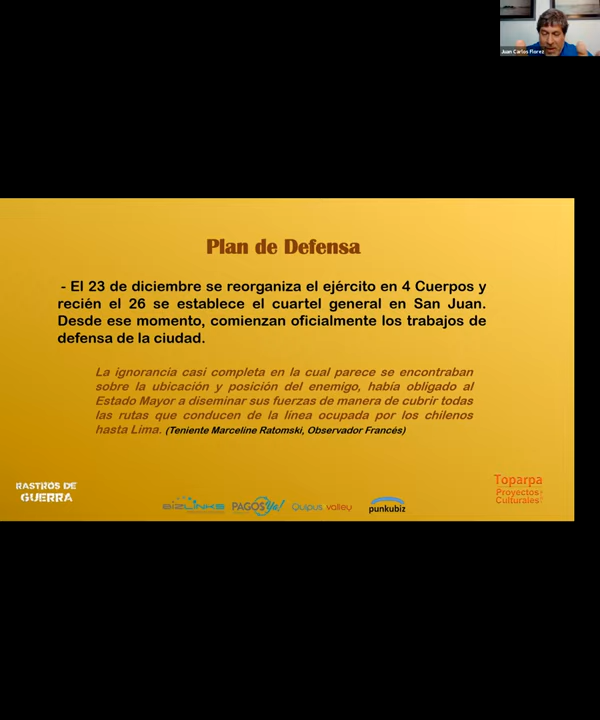 Juan Carlos Florez
Plan de Defensa
- El 23 de diciembre se reorganiza el ejército en 4 Cuerpos y
recién el 26 se establece el cuartel general en San Juan.
Desde ese momento, comienzan oficialmente los trabajos de
defensa de la ciudad.
La ignorancia casi completa en la cual parece se encontraban
sobre la ubicación y posición del enemigo, había obligado al
Estado Mayor a diseminar sus fuerzas de manera de cubrir todas
las rutas que conducen de la línea ocupada por los chilenos
hasta Lima. (Teniente Marceline Ratomski, Observador Francés)
RASTROS DE
GUERRA
BIZLINKS
PAGOS Ya!
Quipus valley
punkubiz
Toparpa
Proyectos
Culturales